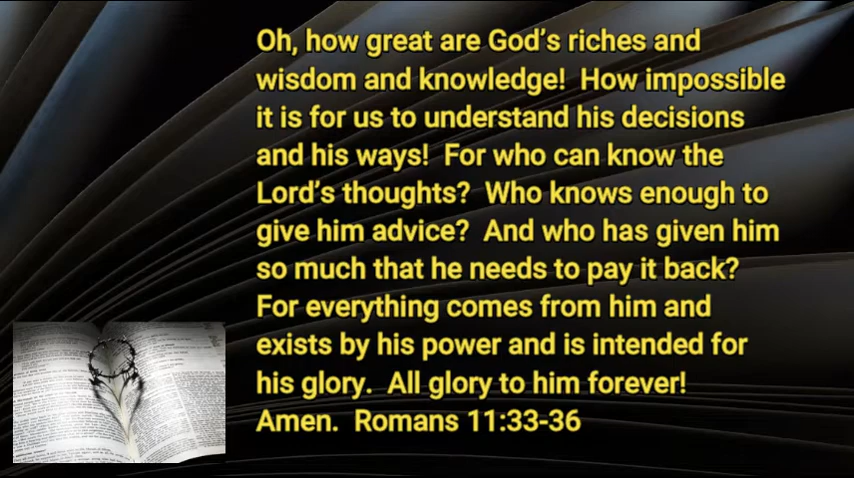 Oh, how great are God’s riches and
wisdom and knowledge!  How impossible
it is for us to understand his decisions
and his ways!  For who can know the
Lord’s thoughts?  Who knows enough to
give him advice?  And who has given him
so much that he needs to pay it back?
For everything comes from him and
exists by his power and is intended for
his glory.  All glory to him forever!
Amen.  Romans 11:33-36